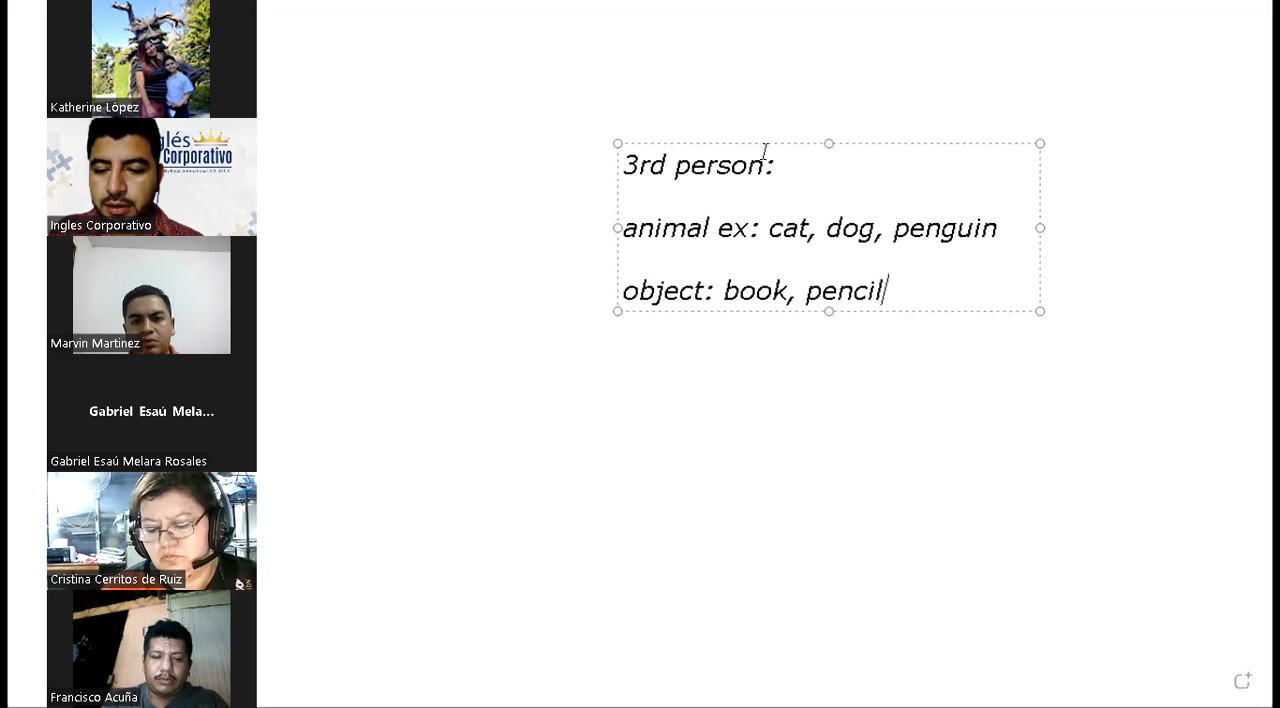 Katherine López
glés
Corporativo
Ingles Corporativo
Marvin Martinez
Gabriel Esaú Mela...
Gabriel Esaú Melara Rosales
Cristina Cerritos de Ruiz
Francisco Acuña
3rd person:
animal ex: cat, dog, penguin
object: book, pencil